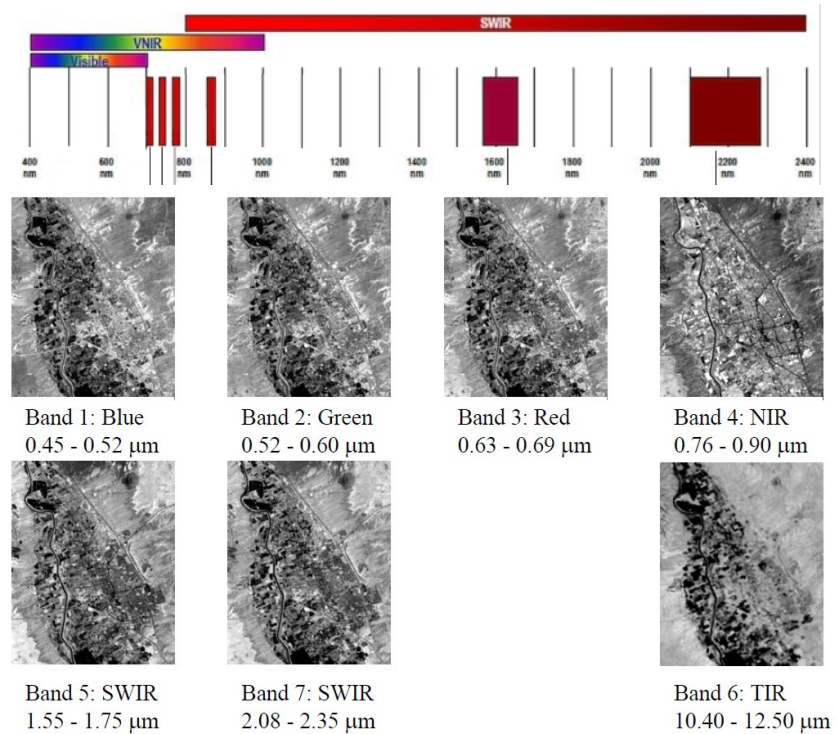 SWIR
VNIR
Visible
400 600 800 1000 1200 1400 1600 1800 2000 2200 2400
nm nm nm nm nm nm nm nm nm nm nm
Band 1: Blue Band 2: Green Band 3: Red Band 4: NIR
0.45 - 0.52 μm 0.52 - 0.60 μm 0.63 - 0.69 μm 0.76 - 0.90 μm
Band 5: SWIR Band 7: SWIR Band 6: TIR
1.55 - 1.75 μm 2.08 - 2.35 μm 10.40 - 12.50 μm